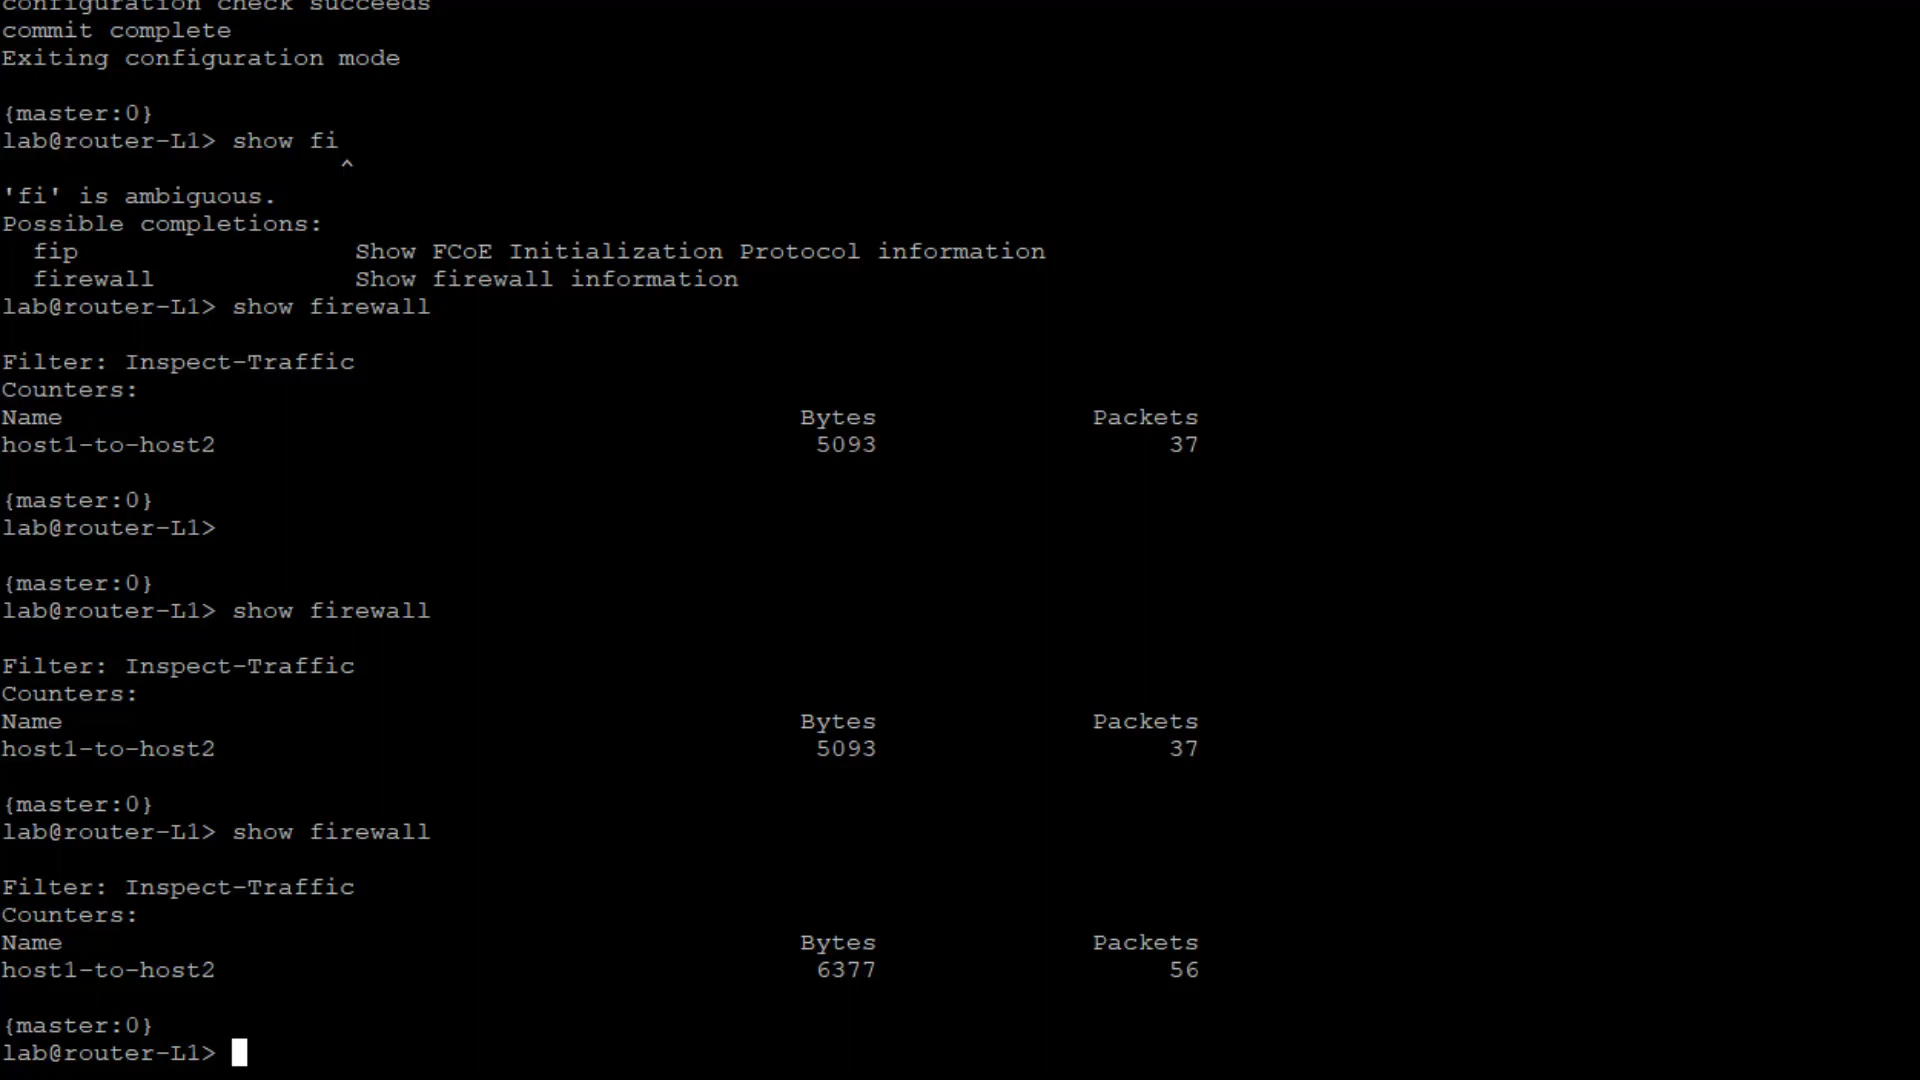 configuration check succeeds
commit complete
Exiting configuration mode
{master:0}
lab@router-L1> show fi
^
'fi' is ambiguous.
Possible completions:
fip Show FCoE Initialization Protocol information
firewall Show firewall information
lab@router-L1> show firewall
Filter: Inspect-Traffic
Counters:
Name Bytes Packets
host1-to-host2 5093 37
{master:0}
lab@router-L1>
{master:0}
lab@router-L1> show firewall
Filter: Inspect-Traffic
Counters:
Name Bytes Packets
host1-to-host2 5093 37
{master:0}
lab@router-L1> show firewall
Filter: Inspect-Traffic
Counters:
Name Bytes Packets
host1-to-host2 6377 56
{master:0}
lab@router-L1>